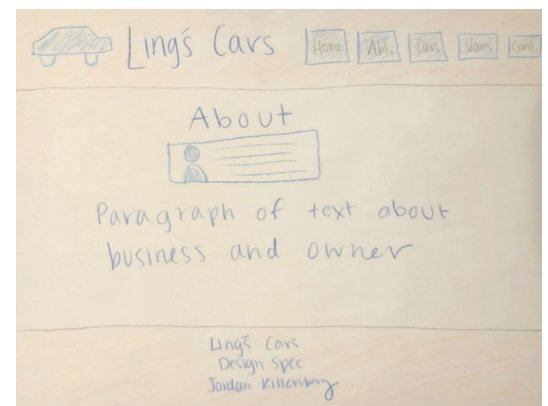 Ling's Cars
Home
Abt.
Cars
Vans
Cont.
About
Paragraph of text about
business and owner
Ling's Cars
Design Spec
Jordan Killenberg